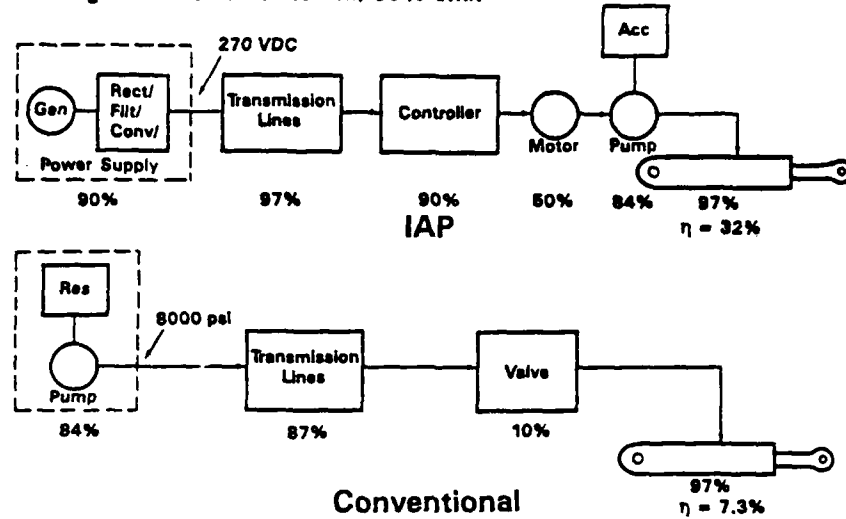 270 VDC
Acc
Gen
Rect/
Filt/
Conv/
Transmission
Lines
Controller
Motor
Pump
Power Supply
90%
97%
90%
50%
84%
97%
IAP
η = 32%
Res
8000 psi
Pump
Transmission
Lines
Valve
84%
87%
10%
97%
Conventional
η = 7.3%